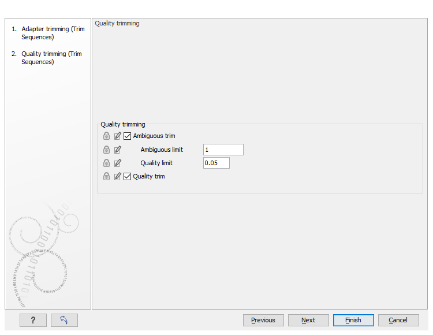 Quality trimming
1. Adapter trimming (Trim
Sequences)
2. Quality trimming (Trim
Sequences)
Quality trimming
Ambiguous trim
Ambiguous limit 1
Quality limit 0.05
Quality trim
? Previous Next Finish Cancel